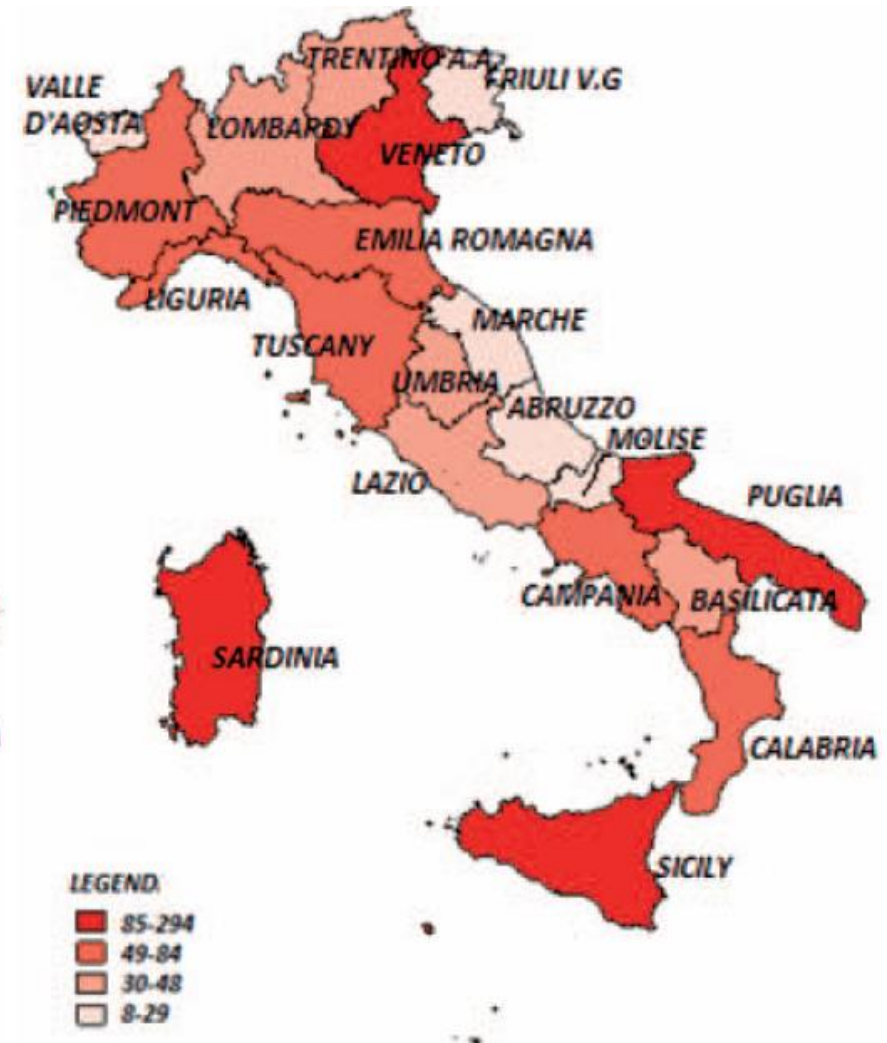 TRENTINO A.A.
FRIULI V.G
VALLE
D'AOSTA
LOMBARDY
VENETO
PIEDMONT
EMILIA ROMAGNA
LIGURIA
MARCHE
TUSCANY
UMBRIA
ABRUZZO
MOLISE
LAZIO
PUGLIA
CAMPANIA
BASILICATA
SARDINIA
CALABRIA
SICILY
LEGEND.
85-294
49-84
30-48
8-29